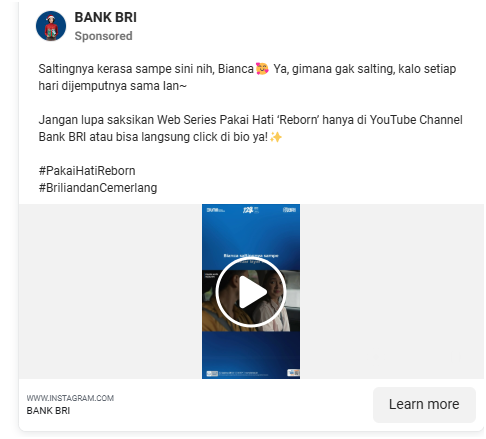 BANK BRI
Sponsored
Saltingnya kerasa sampe sini nih, Bianca🥰 Ya, gimana gak salting, kalo setiap
hari dijemputnya sama Ian~
Jangan lupa saksikan Web Series Pakai Hati ‘Reborn’ hanya di YouTube Channel
Bank BRI atau bisa langsung click di bio ya!✨
#PakaiHatiReborn
#BriliandanCemerlang
Bianca saltingnya sampe
WWW.INSTAGRAM.COM
BANK BRI
Learn more